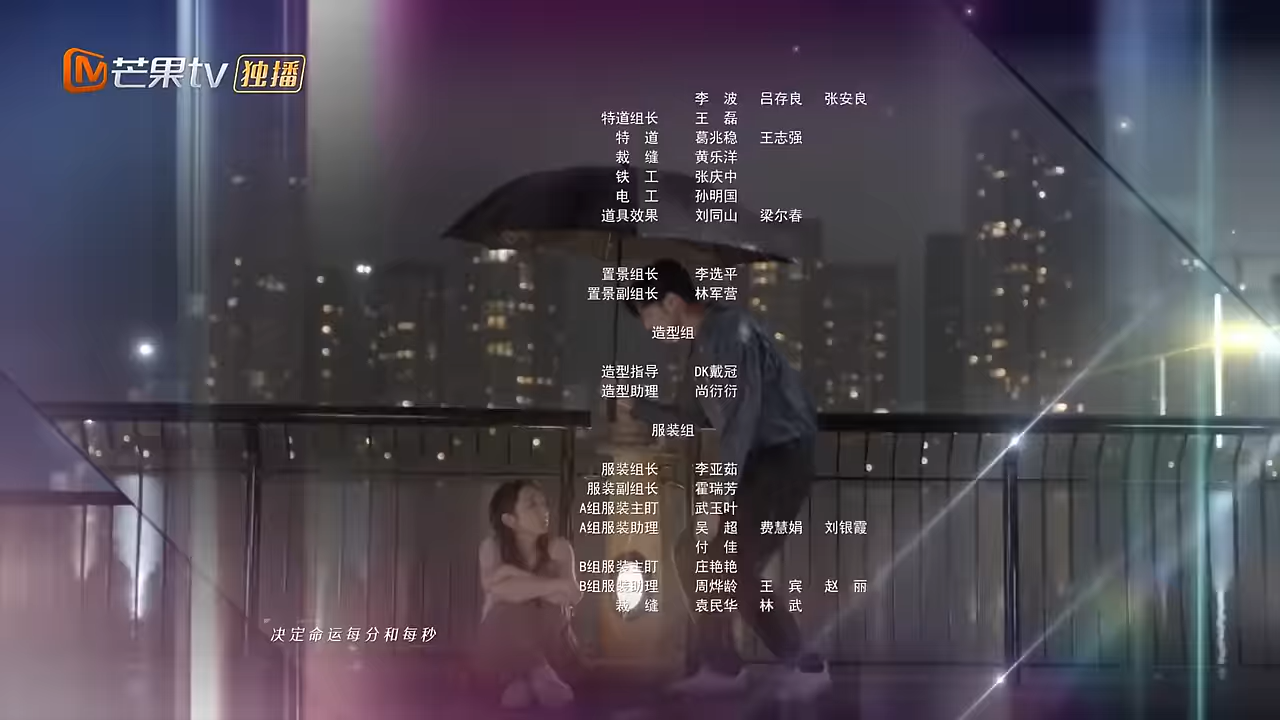 芒果tv 独播
李 波 吕存良 张安良
特道组长 王 磊
特 道 葛兆稳 王志强
裁 缝 黄乐洋
铁 工 张庆中
电 工 孙明国
道具效果 刘同山 梁尔春
置景组长 李选平
置景副组长 林军营
造型组
造型指导 DK戴冠
造型助理 尚衍衍
服装组
服装组长 李亚茹
服装副组长 霍瑞芳
A组服装主盯 武玉叶
A组服装助理 吴 超 费慧娟 刘银霞
付 佳
B组服装主盯 庄艳艳
B组服装助理 周烨龄 王 宾 赵 丽
裁 缝 袁民华 林 武
决定命运每分和每秒